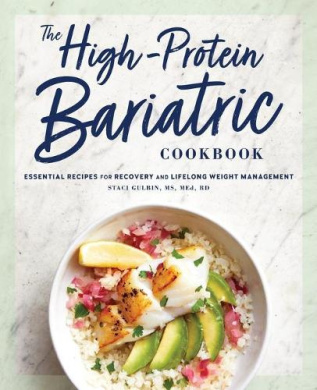 The
High-Protein
Bariatric
COOKBOOK
ESSENTIAL RECIPES FOR RECOVERY AND LIFELONG WEIGHT MANAGEMENT
STACI GULBIN, MS, MEd, RD